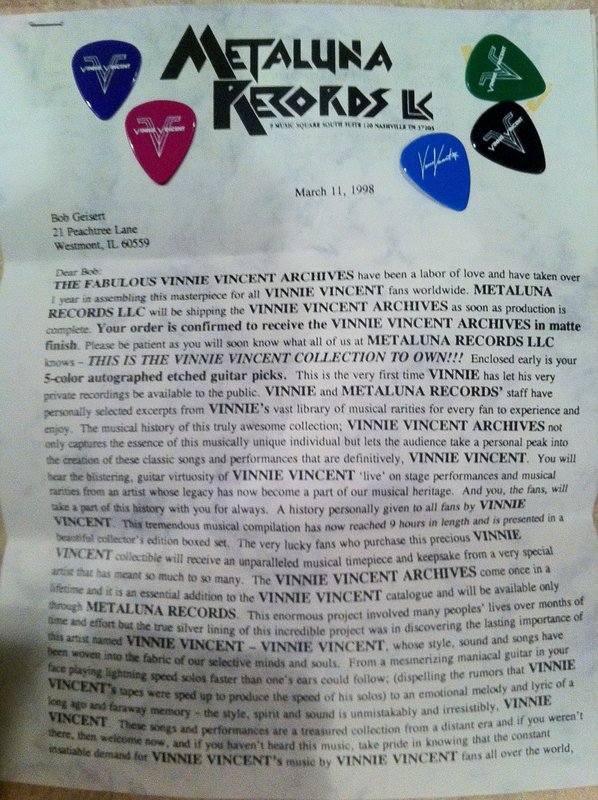 METALUNA
RECORDS LLC
9 MUSIC SQUARE SOUTH SUITE 120 NASHVILLE TN 37203
VINNIE VINCENT
VINNIE VINCENT
VINNIE VINCENT
VINNIE VINCENT
March 11, 1998
Bob Geisert
21 Peachtree Lane
Westmont, IL 60559
Dear Bob:
THE FABULOUS VINNIE VINCENT ARCHIVES have been a labor of love and have taken over
1 year in assembling this masterpiece for all VINNIE VINCENT fans worldwide. METALUNA
RECORDS LLC will be shipping the VINNIE VINCENT ARCHIVES as soon as production is
complete. Your order is confirmed to receive the VINNIE VINCENT ARCHIVES in matte
finish. Please be patient as you will soon know what all of us at METALUNA RECORDS LLC
knows – THIS IS THE VINNIE VINCENT COLLECTION TO OWN!!! Enclosed early is your
5-color autographed etched guitar picks. This is the very first time VINNIE has let his very
private recordings be available to the public. VINNIE and METALUNA RECORDS' staff have
personally selected excerpts from VINNIE's vast library of musical rarities for every fan to experience and
enjoy. The musical history of this truly awesome collection; VINNIE VINCENT ARCHIVES not
only captures the essence of this musically unique individual but lets the audience take a personal peak into
the creation of these classic songs and performances that are definitively, VINNIE VINCENT. You will
hear the blistering, guitar virtuosity of VINNIE VINCENT 'live' on stage performances and musical
rarities from an artist whose legacy has now become a part of our musical heritage. And you, the fans, will
take a part of this history with you for always. A history personally given to all fans by VINNIE
VINCENT. This tremendous musical compilation has now reached 9 hours in length and is presented in a
beautiful collector's edition boxed set. The very lucky fans who purchase this precious VINNIE
VINCENT collectible will receive an unparalleled musical timepiece and keepsake from a very special
artist that has meant so much to so many. The VINNIE VINCENT ARCHIVES come once in a
lifetime and it is an essential addition to the VINNIE VINCENT catalogue and will be available only
through METALUNA RECORDS. This enormous project involved many peoples' lives over months of
time and effort but the true silver lining of this incredible project was in discovering the lasting importance of
this artist named VINNIE VINCENT – VINNIE VINCENT, whose style, sound and songs have
been woven into the fabric of our selective minds and souls. From a mesmerizing maniacal guitar in your
face playing lightning speed solos faster than one's ears could follow; (dispelling the rumors that VINNIE
VINCENT's tapes were sped up to produce the speed of his solos) to an emotional melody and lyric of a
long ago and faraway memory – the style, spirit and sound is unmistakably and irresistibly, VINNIE
VINCENT. These songs and performances are a treasured collection from a distant era and if you weren't
there, then welcome now, and if you haven't heard this music, take pride in knowing that the constant
insatiable demand for VINNIE VINCENT's music by VINNIE VINCENT fans all over the world,